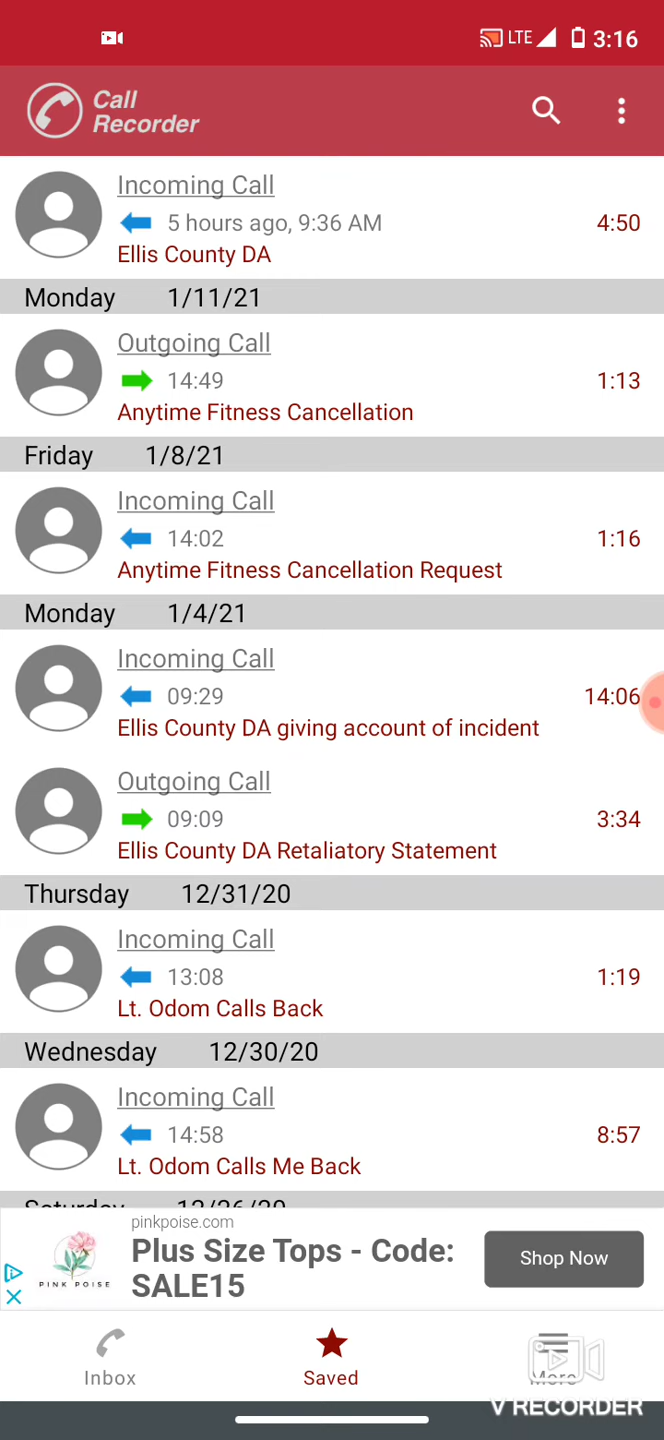 LTE 3:16
Call
Recorder
Incoming Call
5 hours ago, 9:36 AM 4:50
Ellis County DA
Monday 1/11/21
Outgoing Call
14:49 1:13
Anytime Fitness Cancellation
Friday 1/8/21
Incoming Call
14:02 1:16
Anytime Fitness Cancellation Request
Monday 1/4/21
Incoming Call
09:29 14:06
Ellis County DA giving account of incident
Outgoing Call
09:09 3:34
Ellis County DA Retaliatory Statement
Thursday 12/31/20
Incoming Call
13:08 1:19
Lt. Odom Calls Back
Wednesday 12/30/20
Incoming Call
14:58 8:57
Lt. Odom Calls Me Back
Saturday 12/26/20
pinkpoise.com
Plus Size Tops - Code:
SALE15
Shop Now
PINK POISE
Inbox Saved More
V RECORDER